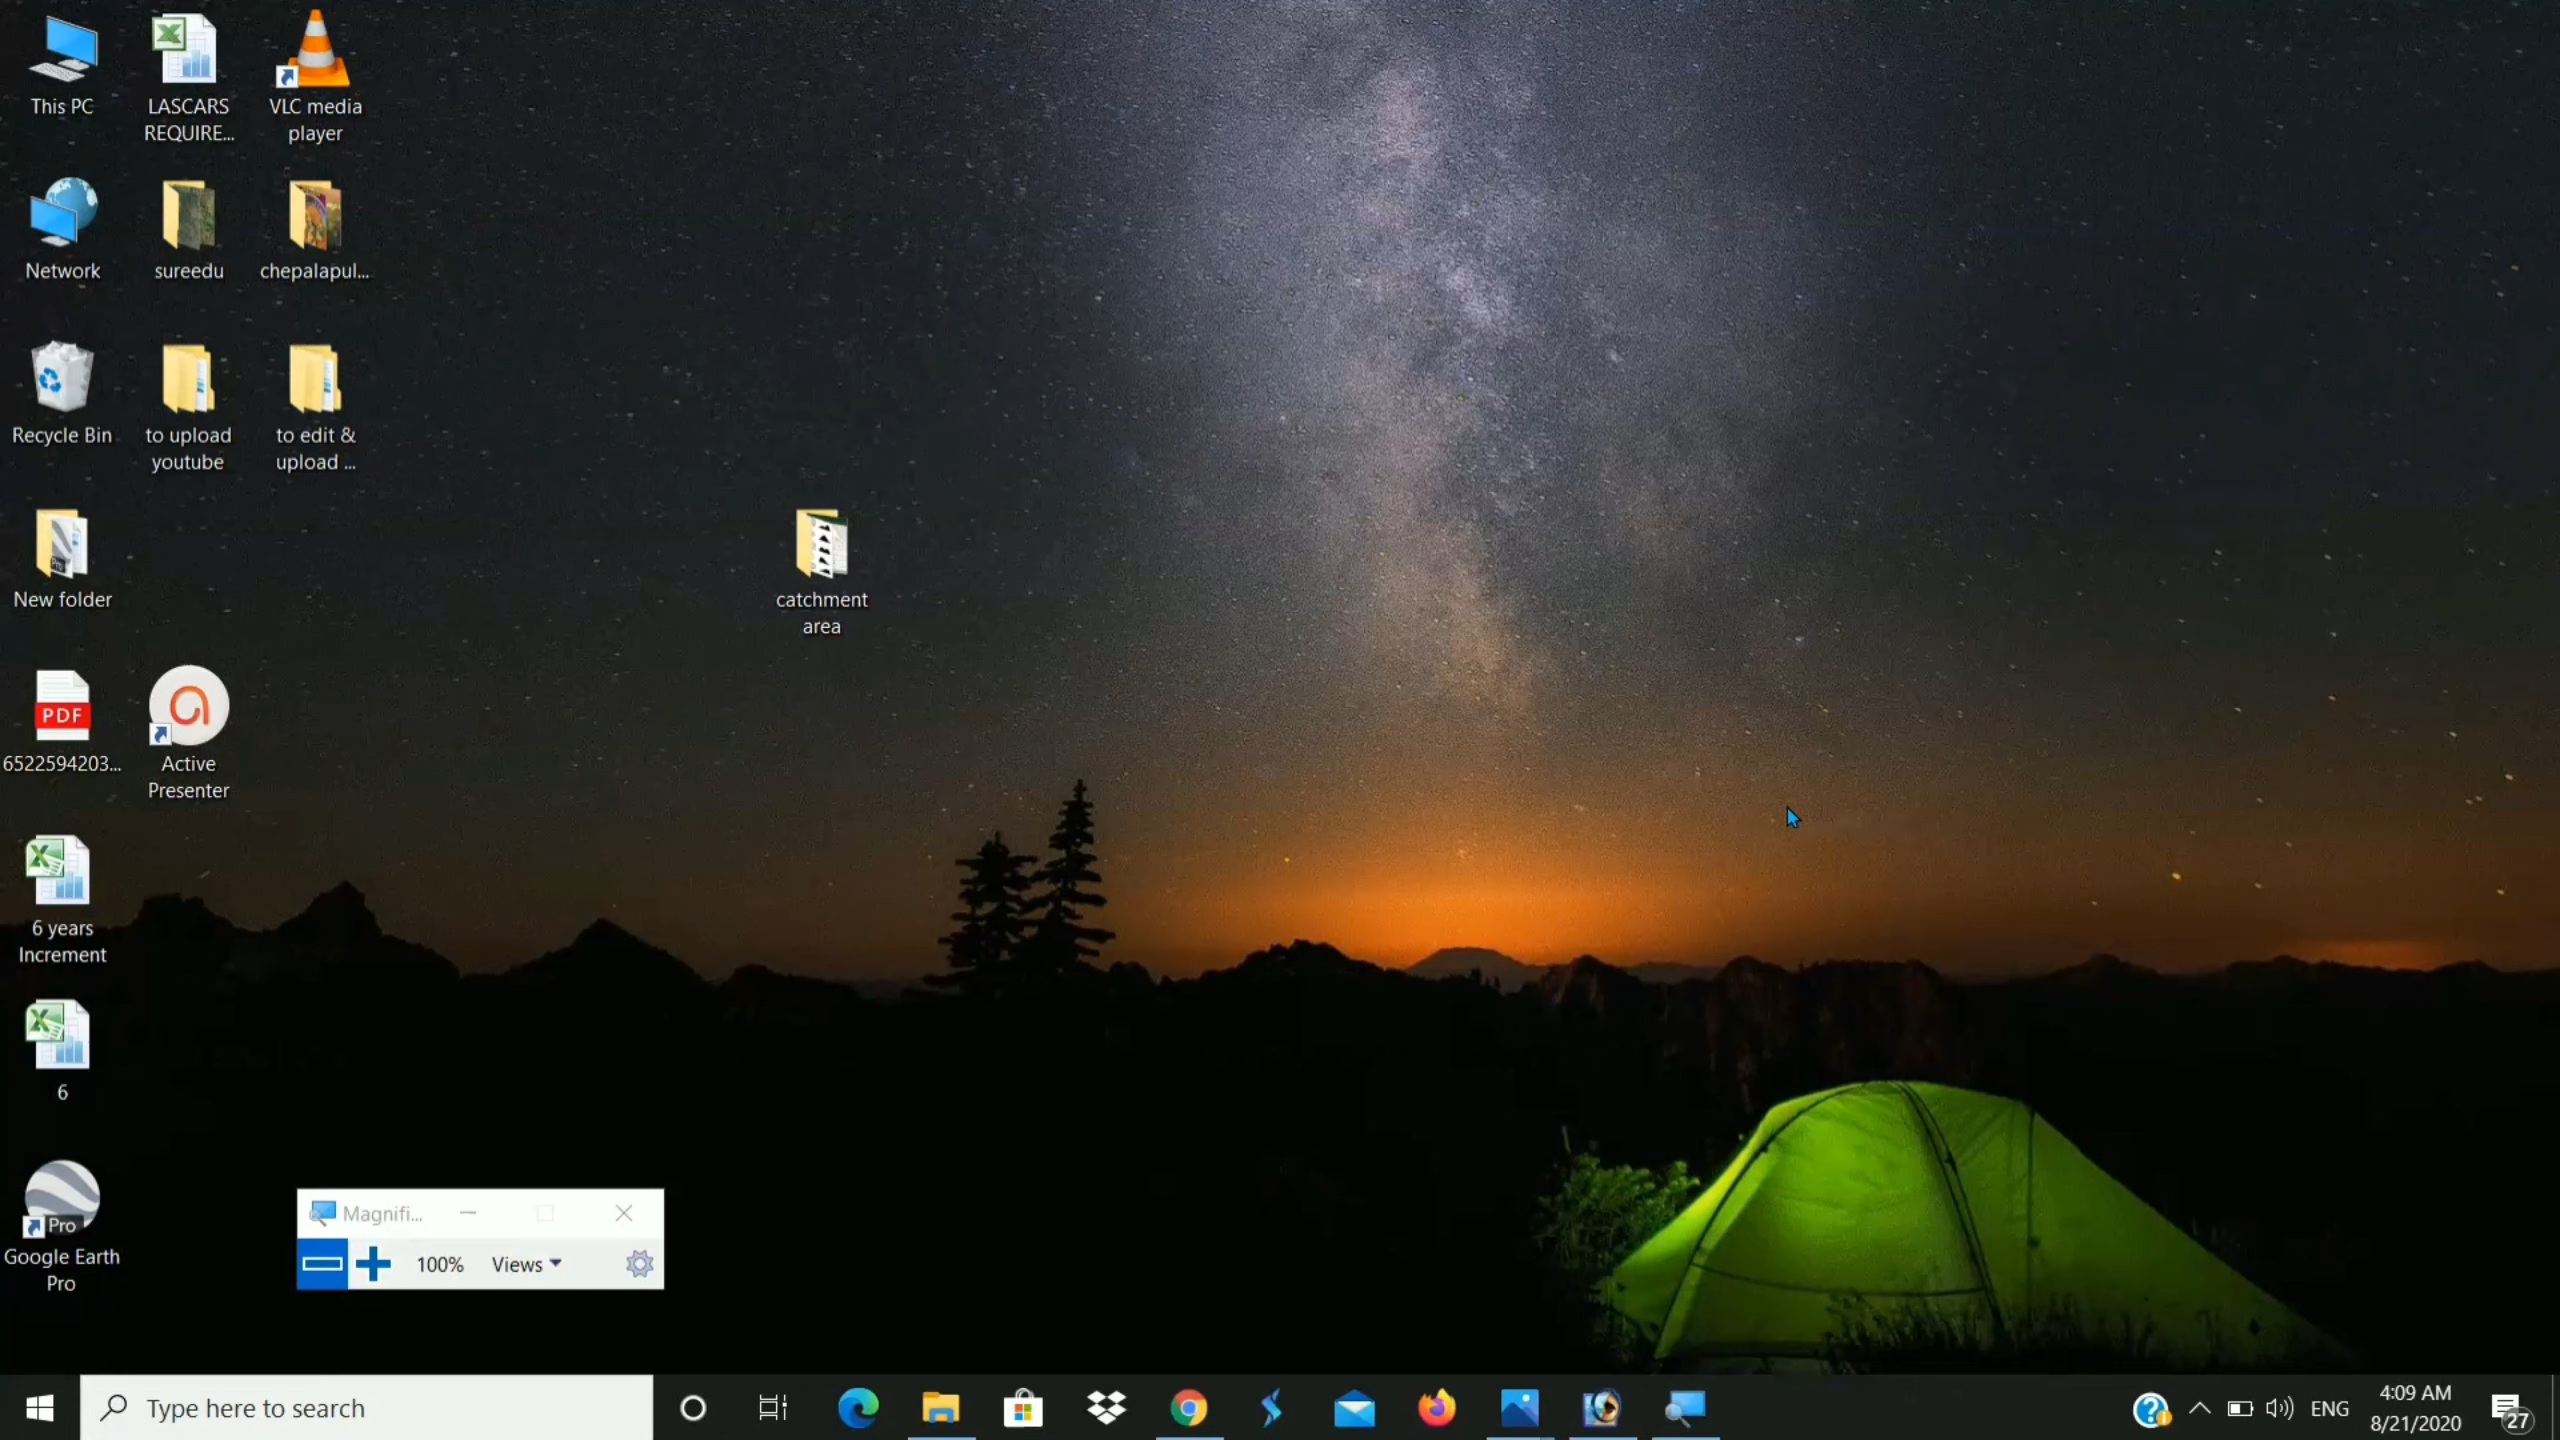 This PC
LASCARS
REQUIRE...
VLC media
player
Network
sureedu
chepalapul...
Recycle Bin
to upload
youtube
to edit &
upload ...
New folder
catchment
area
PDF
6522594203...
Active
Presenter
6 years
Increment
6
Pro
Google Earth
Pro
Magnifi...
100%
Views
Type here to search
ENG
4:09 AM
8/21/2020
27